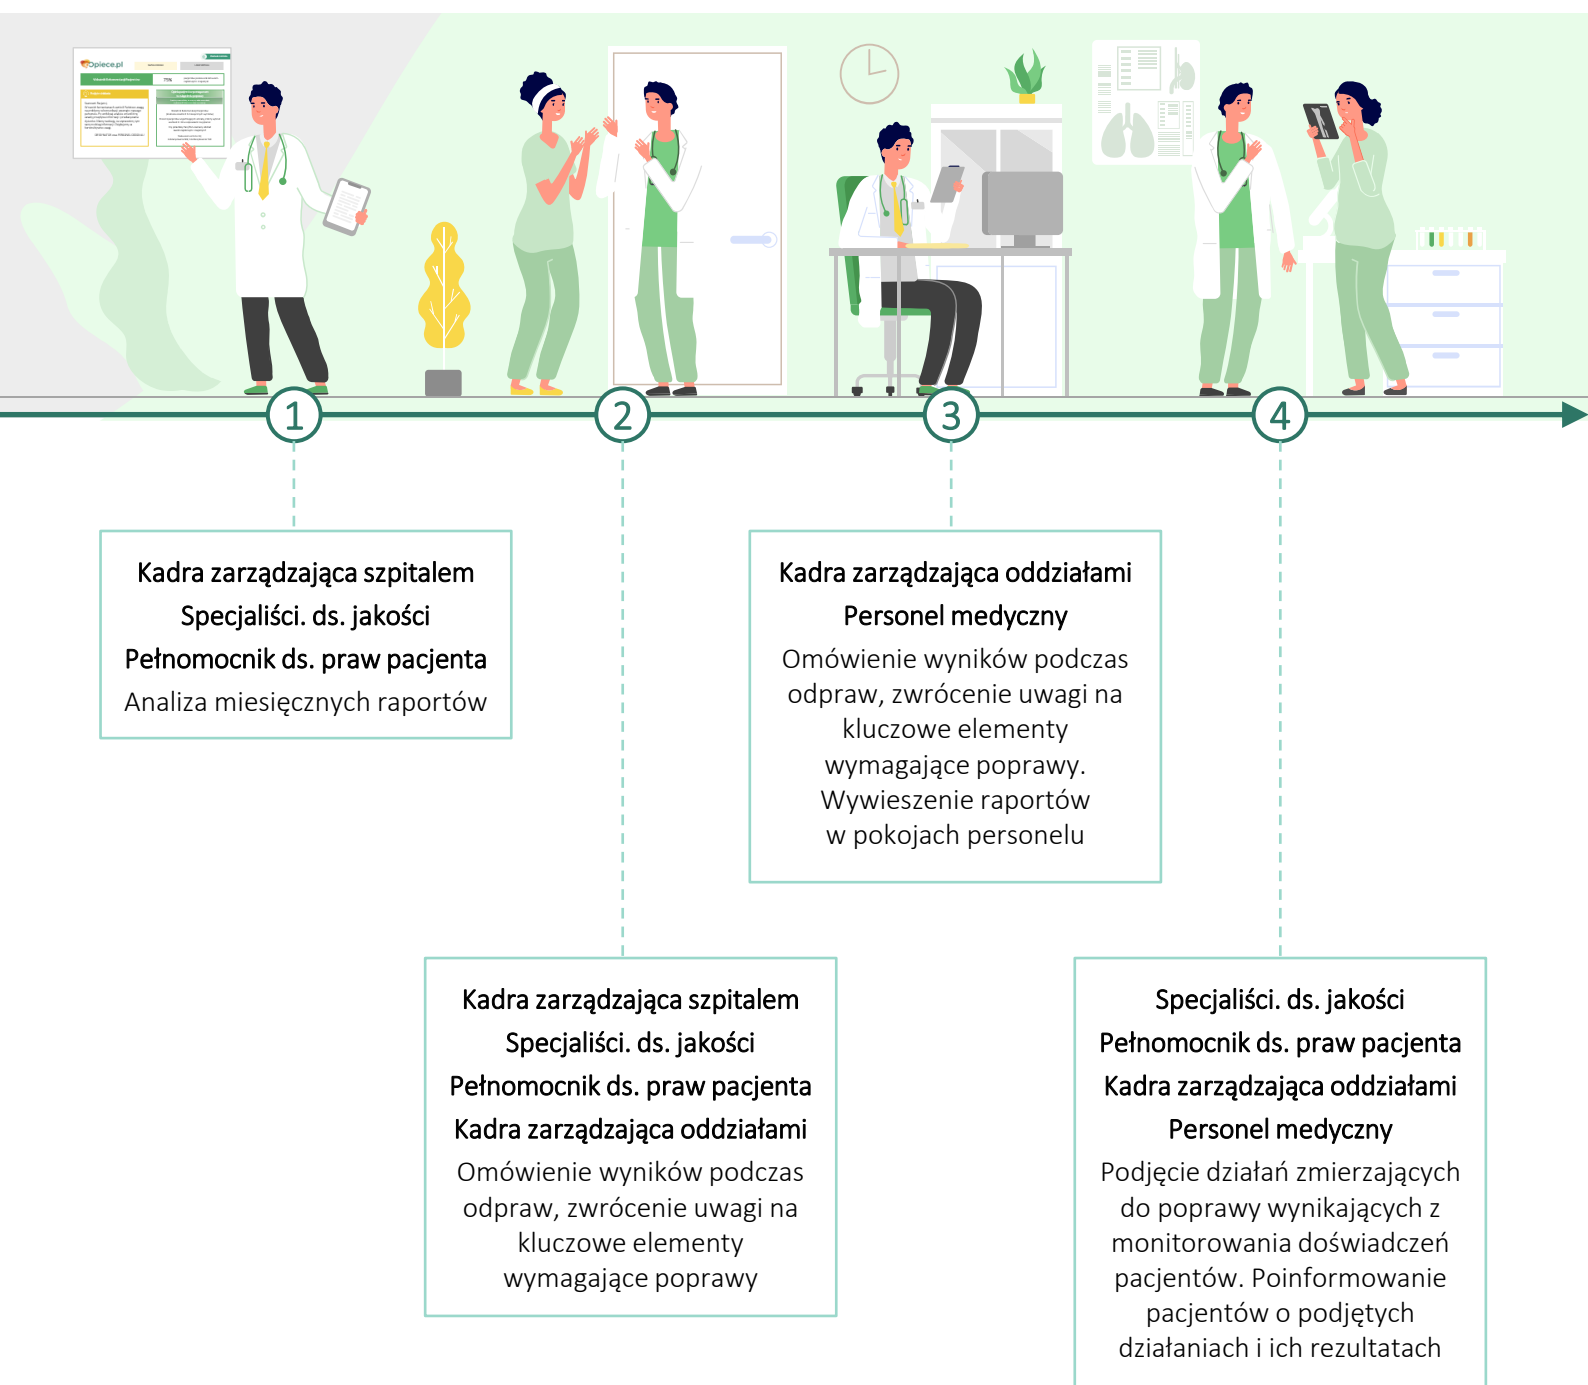 Opiece.pl
75%
1
2
3
4
Kadra zarządzająca szpitalem
Specjaliści. ds. jakości
Pełnomocnik ds. praw pacjenta
Analiza miesięcznych raportów
Kadra zarządzająca szpitalem
Specjaliści. ds. jakości
Pełnomocnik ds. praw pacjenta
Kadra zarządzająca oddziałami
Omówienie wyników podczas
odpraw, zwrócenie uwagi na
kluczowe elementy
wymagające poprawy
Kadra zarządzająca oddziałami
Personel medyczny
Omówienie wyników podczas
odpraw, zwrócenie uwagi na
kluczowe elementy
wymagające poprawy.
Wywieszenie raportów
w pokojach personelu
Specjaliści. ds. jakości
Pełnomocnik ds. praw pacjenta
Kadra zarządzająca oddziałami
Personel medyczny
Podjęcie działań zmierzających
do poprawy wynikających z
monitorowania doświadczeń
pacjentów. Poinformowanie
pacjentów o podjętych
działaniach i ich rezultatach